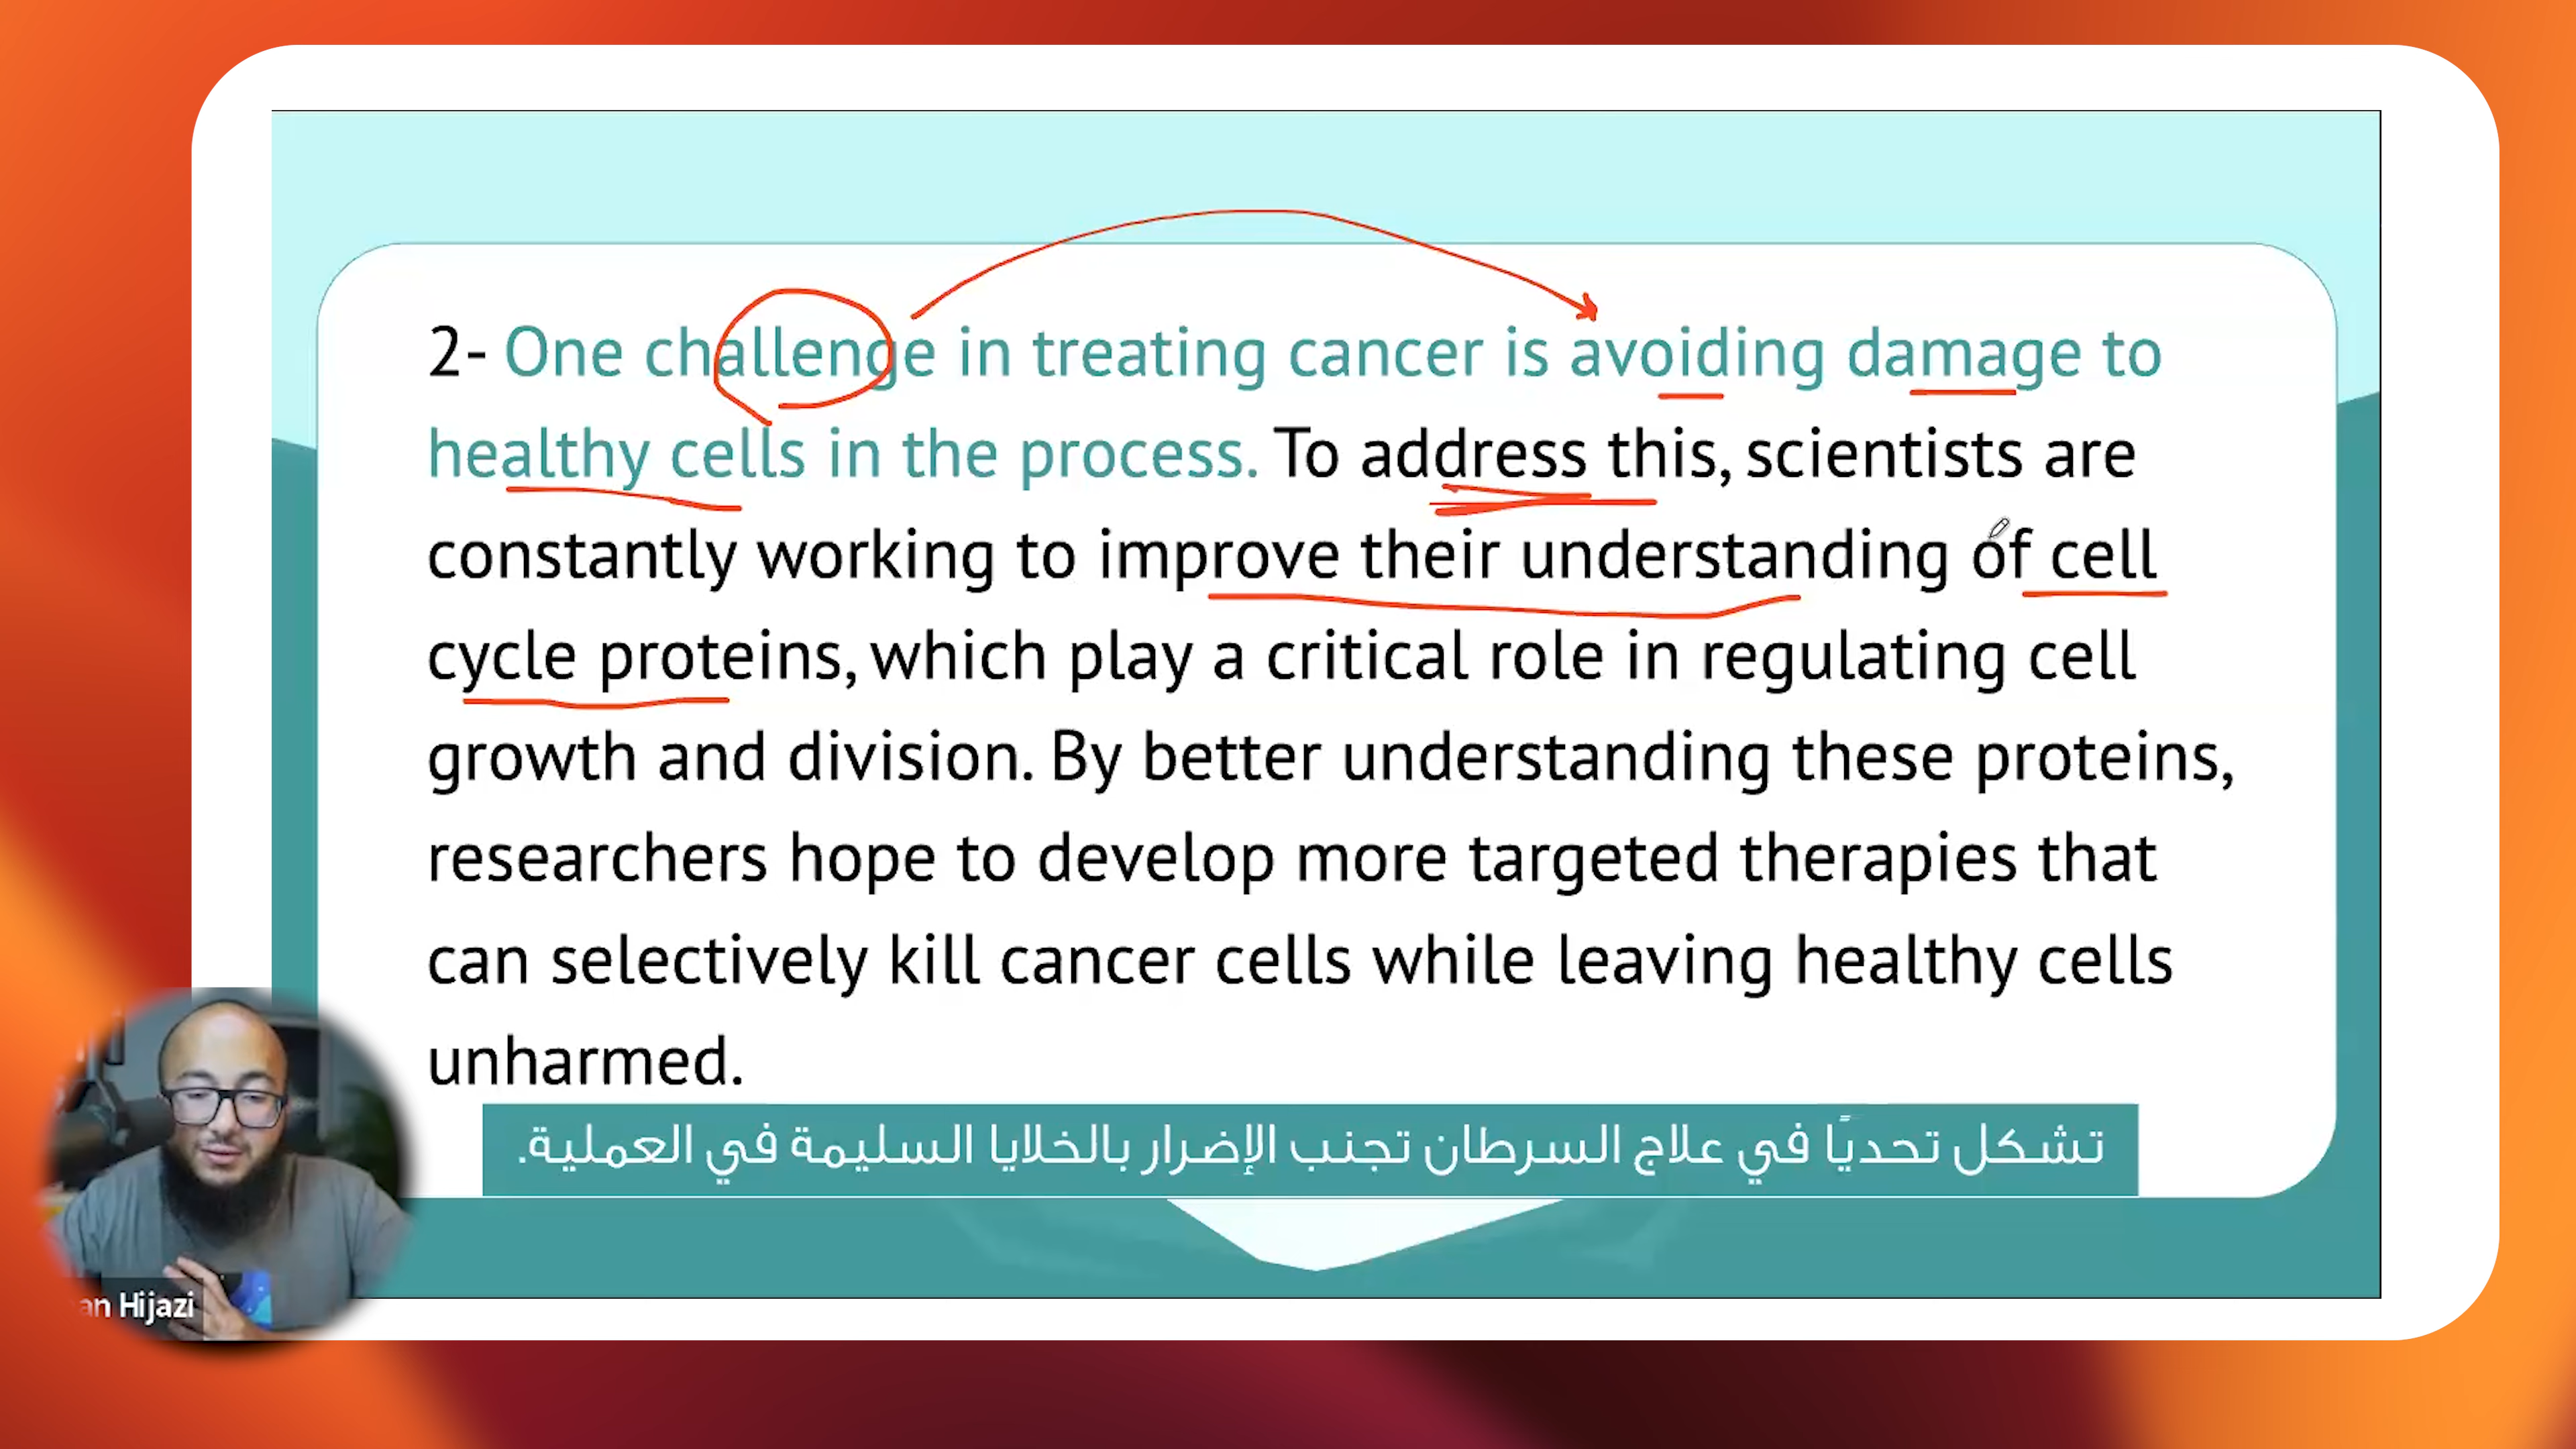 2- One challenge in treating cancer is avoiding damage to
healthy cells in the process. To address this, scientists are
constantly working to improve their understanding of cell
cycle proteins, which play a critical role in regulating cell
growth and division. By better understanding these proteins,
researchers hope to develop more targeted therapies that
can selectively kill cancer cells while leaving healthy cells
unharmed.
تشكل تحديًا في علاج السرطان تجنب الإضرار بالخلايا السليمة في العملية.
Hijazi